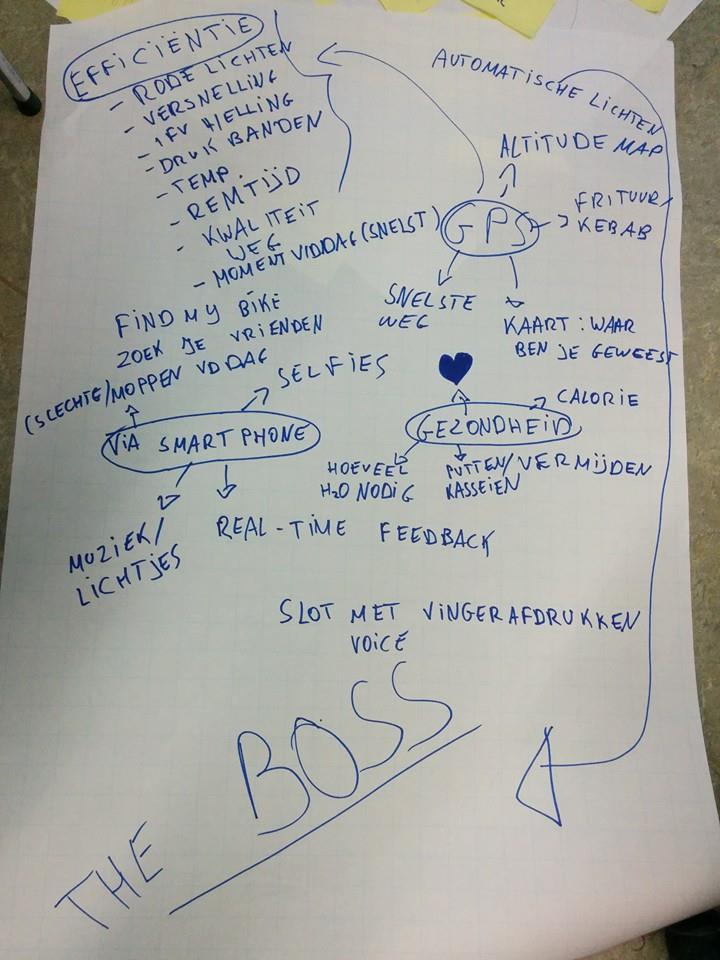 EFFICIËNTIE
- RODE LICHTEN
- VERSNELLING
- IFV HELLING
- DRUK BANDEN
- TEMP.
- REMTIJD
- KWALITEIT
WEG
- MOMENT VD DAG (SNELST)
AUTOMATISCHE LICHTEN
ALTITUDE MAP
GPS
FRITUUR/
KEBAB
SNELSTE
WEG
KAART: WAAR
BEN JE GEWEEST
FIND MY BIKE
ZOEK JE VRIENDEN
(SLECHTE/MOPPEN VD DAG
SELFIES
VIA SMARTPHONE
MUZIEK/
LICHTJES
REAL-TIME FEEDBACK
GEZONDHEID
CALORIE
HOEVEEL
H2O NODIG
PUTTEN/VERMIJDEN
KASSEIEN
SLOT MET VINGERAFDRUKKEN
VOICE
THE BOSS